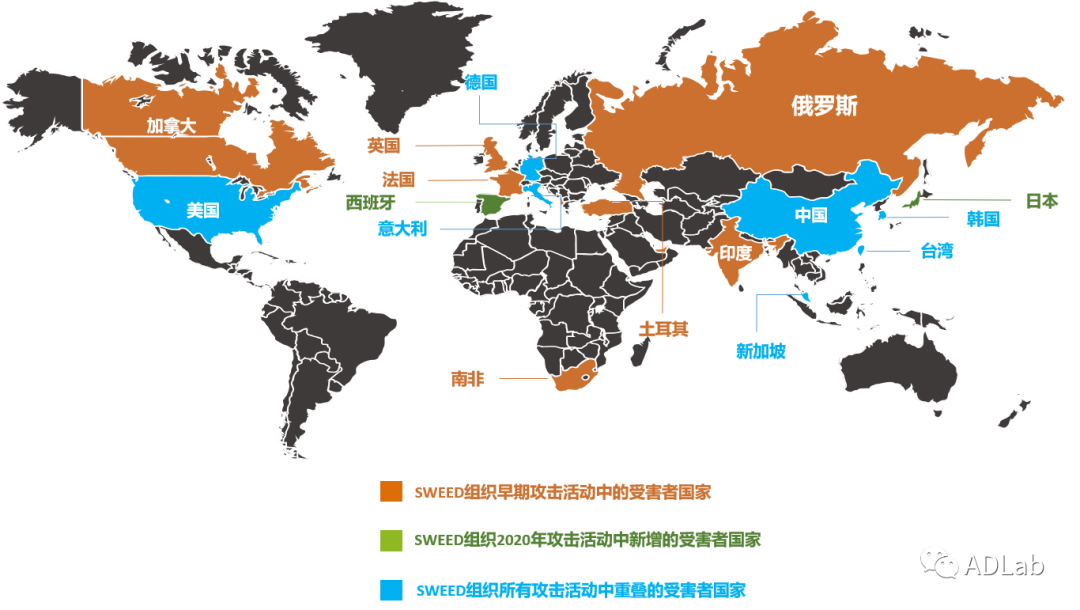 德国
俄罗斯
加拿大
英国
法国
西班牙
日本
美国
中国
韩国
意大利
台湾
印度
土耳其
新加坡
南非
SWEED组织早期攻击活动中的受害者国家
SWEED组织2020年攻击活动中新增的受害者国家
SWEED组织所有攻击活动中重叠的受害者国家
ADLab